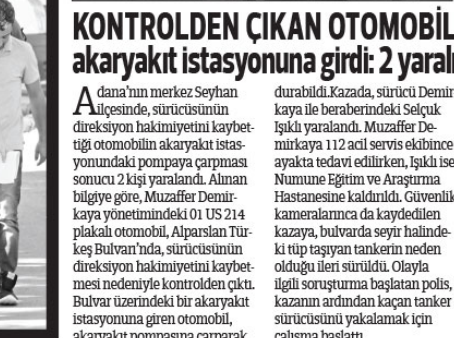 KONTROLDEN ÇIKAN OTOMOBİL
akaryakıt istasyonuna girdi: 2 yaralı
Adana'nın merkez Seyhan
ilçesinde, sürücüsünün
direksiyon hakimiyetini kaybet-
tiği otomobilin akaryakıt istas-
yonundaki pompaya çarpması
sonucu 2 kişi yaralandı. Alınan
bilgiye göre, Muzaffer Demir-
kaya yönetimindeki 01 US 214
plakalı otomobil, Alparslan Tür-
keş Bulvarı'nda, sürücüsünün
direksiyon hakimiyetini kaybet-
mesi nedeniyle kontrolden çıktı.
Bulvar üzerindeki bir akaryakıt
istasyonuna giren otomobil,
akaryakıt pompasına çarparak
durabildi.Kazada, sürücü Demir
kaya ile beraberindeki Selçuk
Işıklı yaralandı. Muzaffer De-
mirkaya 112 acil servis ekibince
ayakta tedavi edilirken, Işıklı ise
Numune Eğitim ve Araştırma
Hastanesine kaldırıldı. Güvenlik
kameralarınca da kaydedilen
kazaya, bulvarda seyir halinde-
ki tüp taşıyan tankerin neden
olduğu ileri sürüldü. Olayla
ilgili soruşturma başlatan polis,
kazanın ardından kaçan tanker
sürücüsünü yakalamak için
çalışma başlattı.